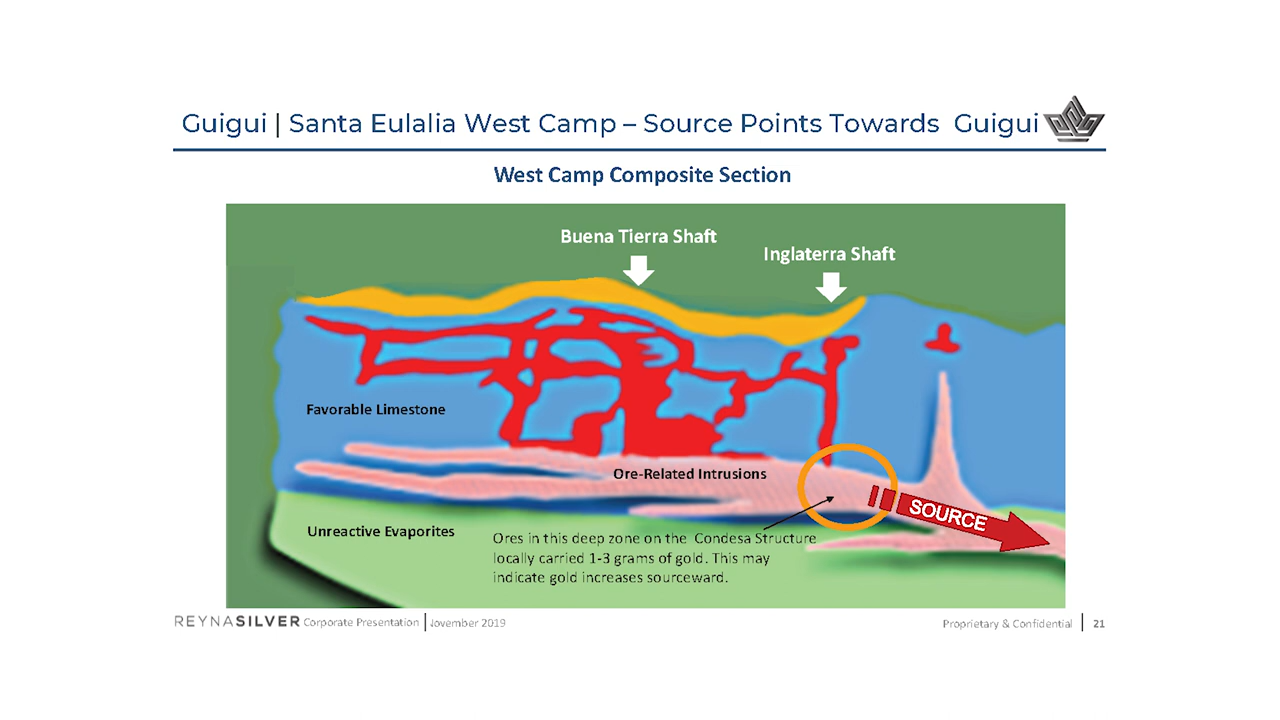 Guigui | Santa Eulalia West Camp – Source Points Towards Guigui
West Camp Composite Section
Buena Tierra Shaft
Inglaterra Shaft
Favorable Limestone
Ore-Related Intrusions
SOURCE
Unreactive Evaporites
Ores in this deep zone on the Condesa Structure
locally carried 1-3 grams of gold. This may
indicate gold increases sourceward.
REYNASILVER Corporate Presentation | November 2019
Proprietary & Confidential | 21